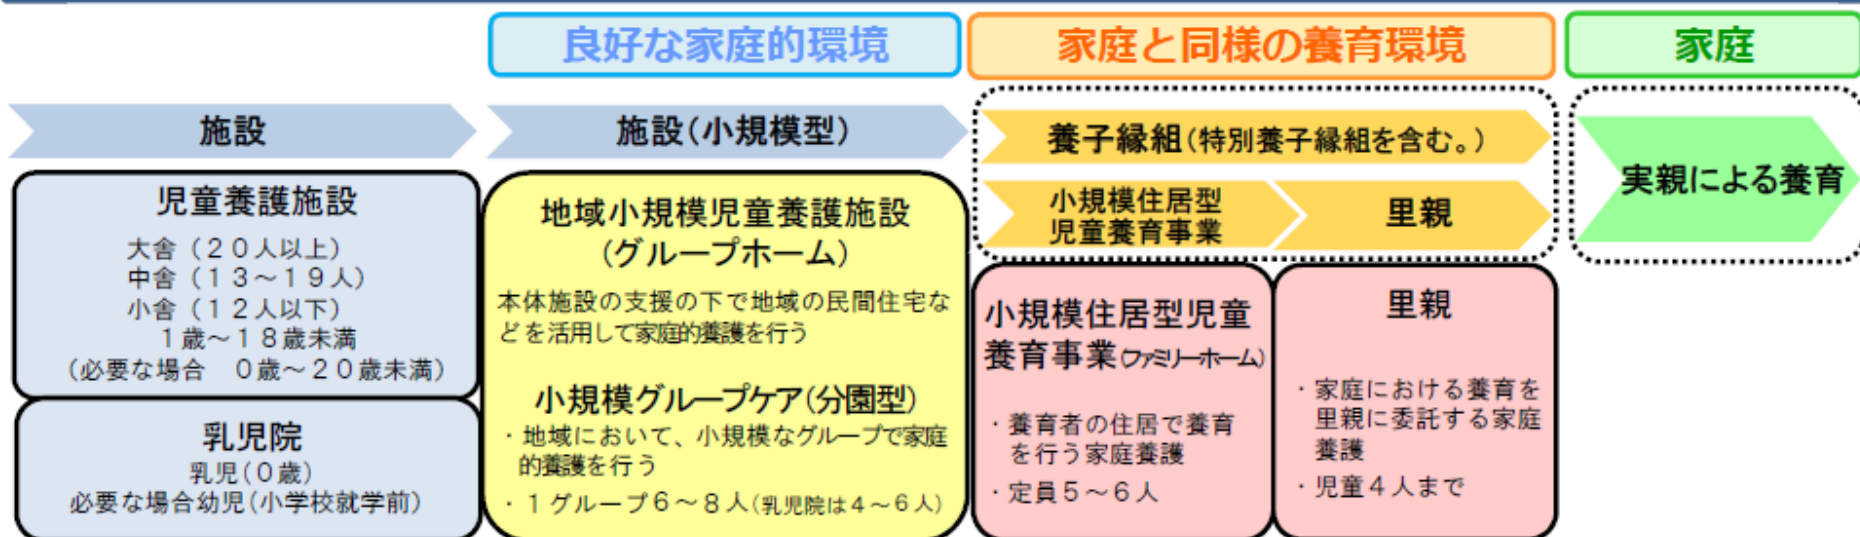 良好な家庭的環境
家庭と同様の養育環境
家庭
施設
施設(小規模型)
養子縁組(特別養子縁組を含む。)
小規模住居型
児童養育事業
里親
実親による養育
児童養護施設
大舎（２０人以上）
中舎（１３～１９人）
小舎（１２人以下）
１歳～１８歳未満
（必要な場合　０歳～２０歳未満）
乳児院
乳児(０歳)
必要な場合幼児(小学校就学前)
地域小規模児童養護施設
(グループホーム)
本体施設の支援の下で地域の民間住宅な
どを活用して家庭的養護を行う
小規模グループケア(分園型)
・地域において、小規模なグループで家庭
的養護を行う
・１グループ６～８人(乳児院は４～６人)
小規模住居型児童
養育事業(ファミリーホーム)
・養育者の住居で養育
を行う家庭養護
・定員５～６人
里親
・家庭における養育を
里親に委託する家庭
養護
・児童４人まで